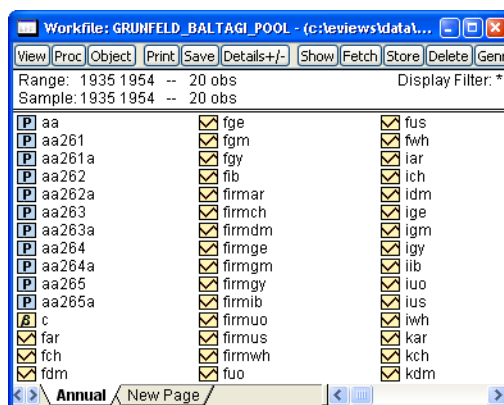 Workfile: GRUNFELD_BALTAGI_POOL - (c:\eviews\data\...
View Proc Object Print Save Details+/- Show Fetch Store Delete Genr
Range: 1935 1954 -- 20 obs Display Filter: *
Sample: 1935 1954 -- 20 obs
P aa fge fus
P aa261 fgm fwh
P aa261a fgy iar
P aa262 fib ich
P aa262a firmar idm
P aa263 firmch ige
P aa263a firmdm igm
P aa264 firmge igy
P aa264a firmgm iib
P aa265 firmgy iuo
P aa265a firmib ius
β c firmuo iwh
far firmus kar
fch firmwh kch
fdm fuo kdm
Annual New Page